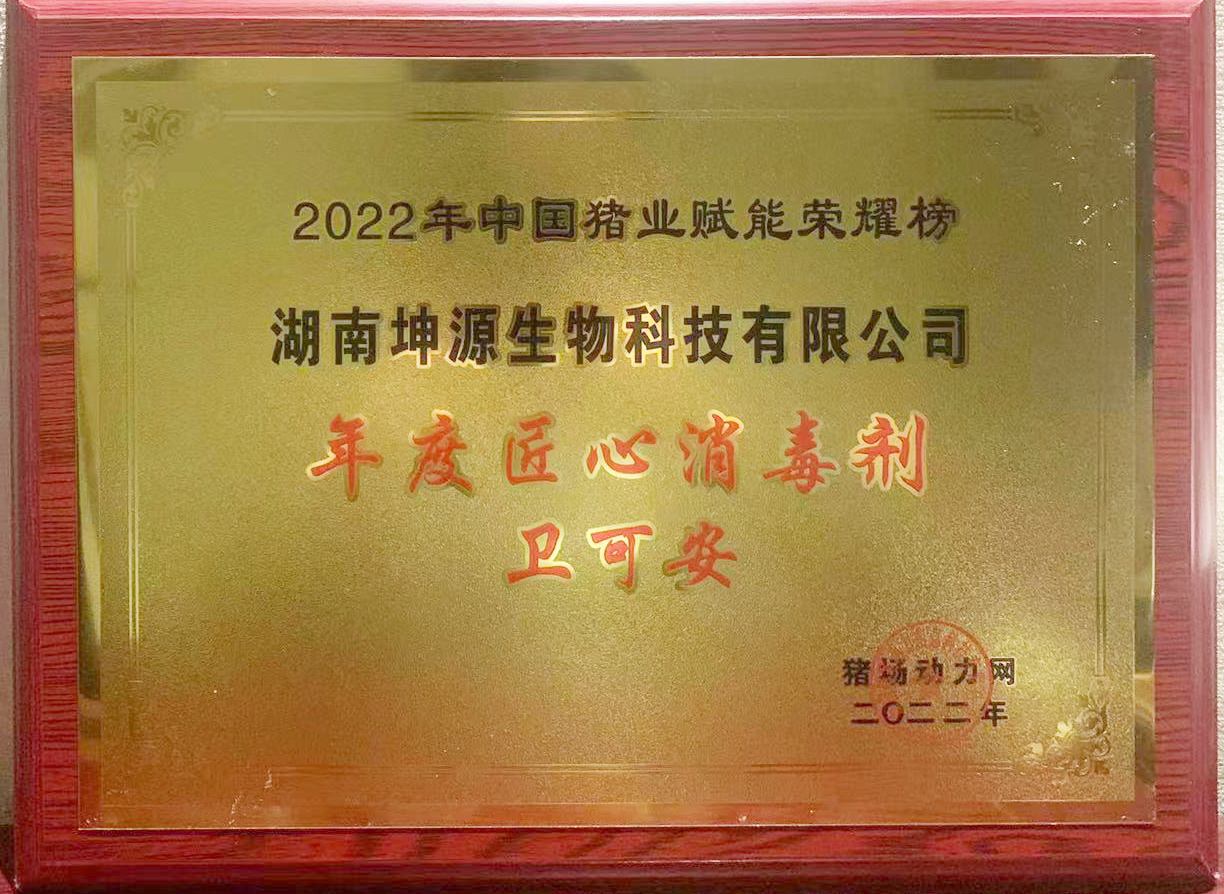 2022年中国猪业赋能荣耀榜
湖南坤源生物科技有限公司
年度匠心消毒剂
卫可安
猪场动力网
二〇二二年